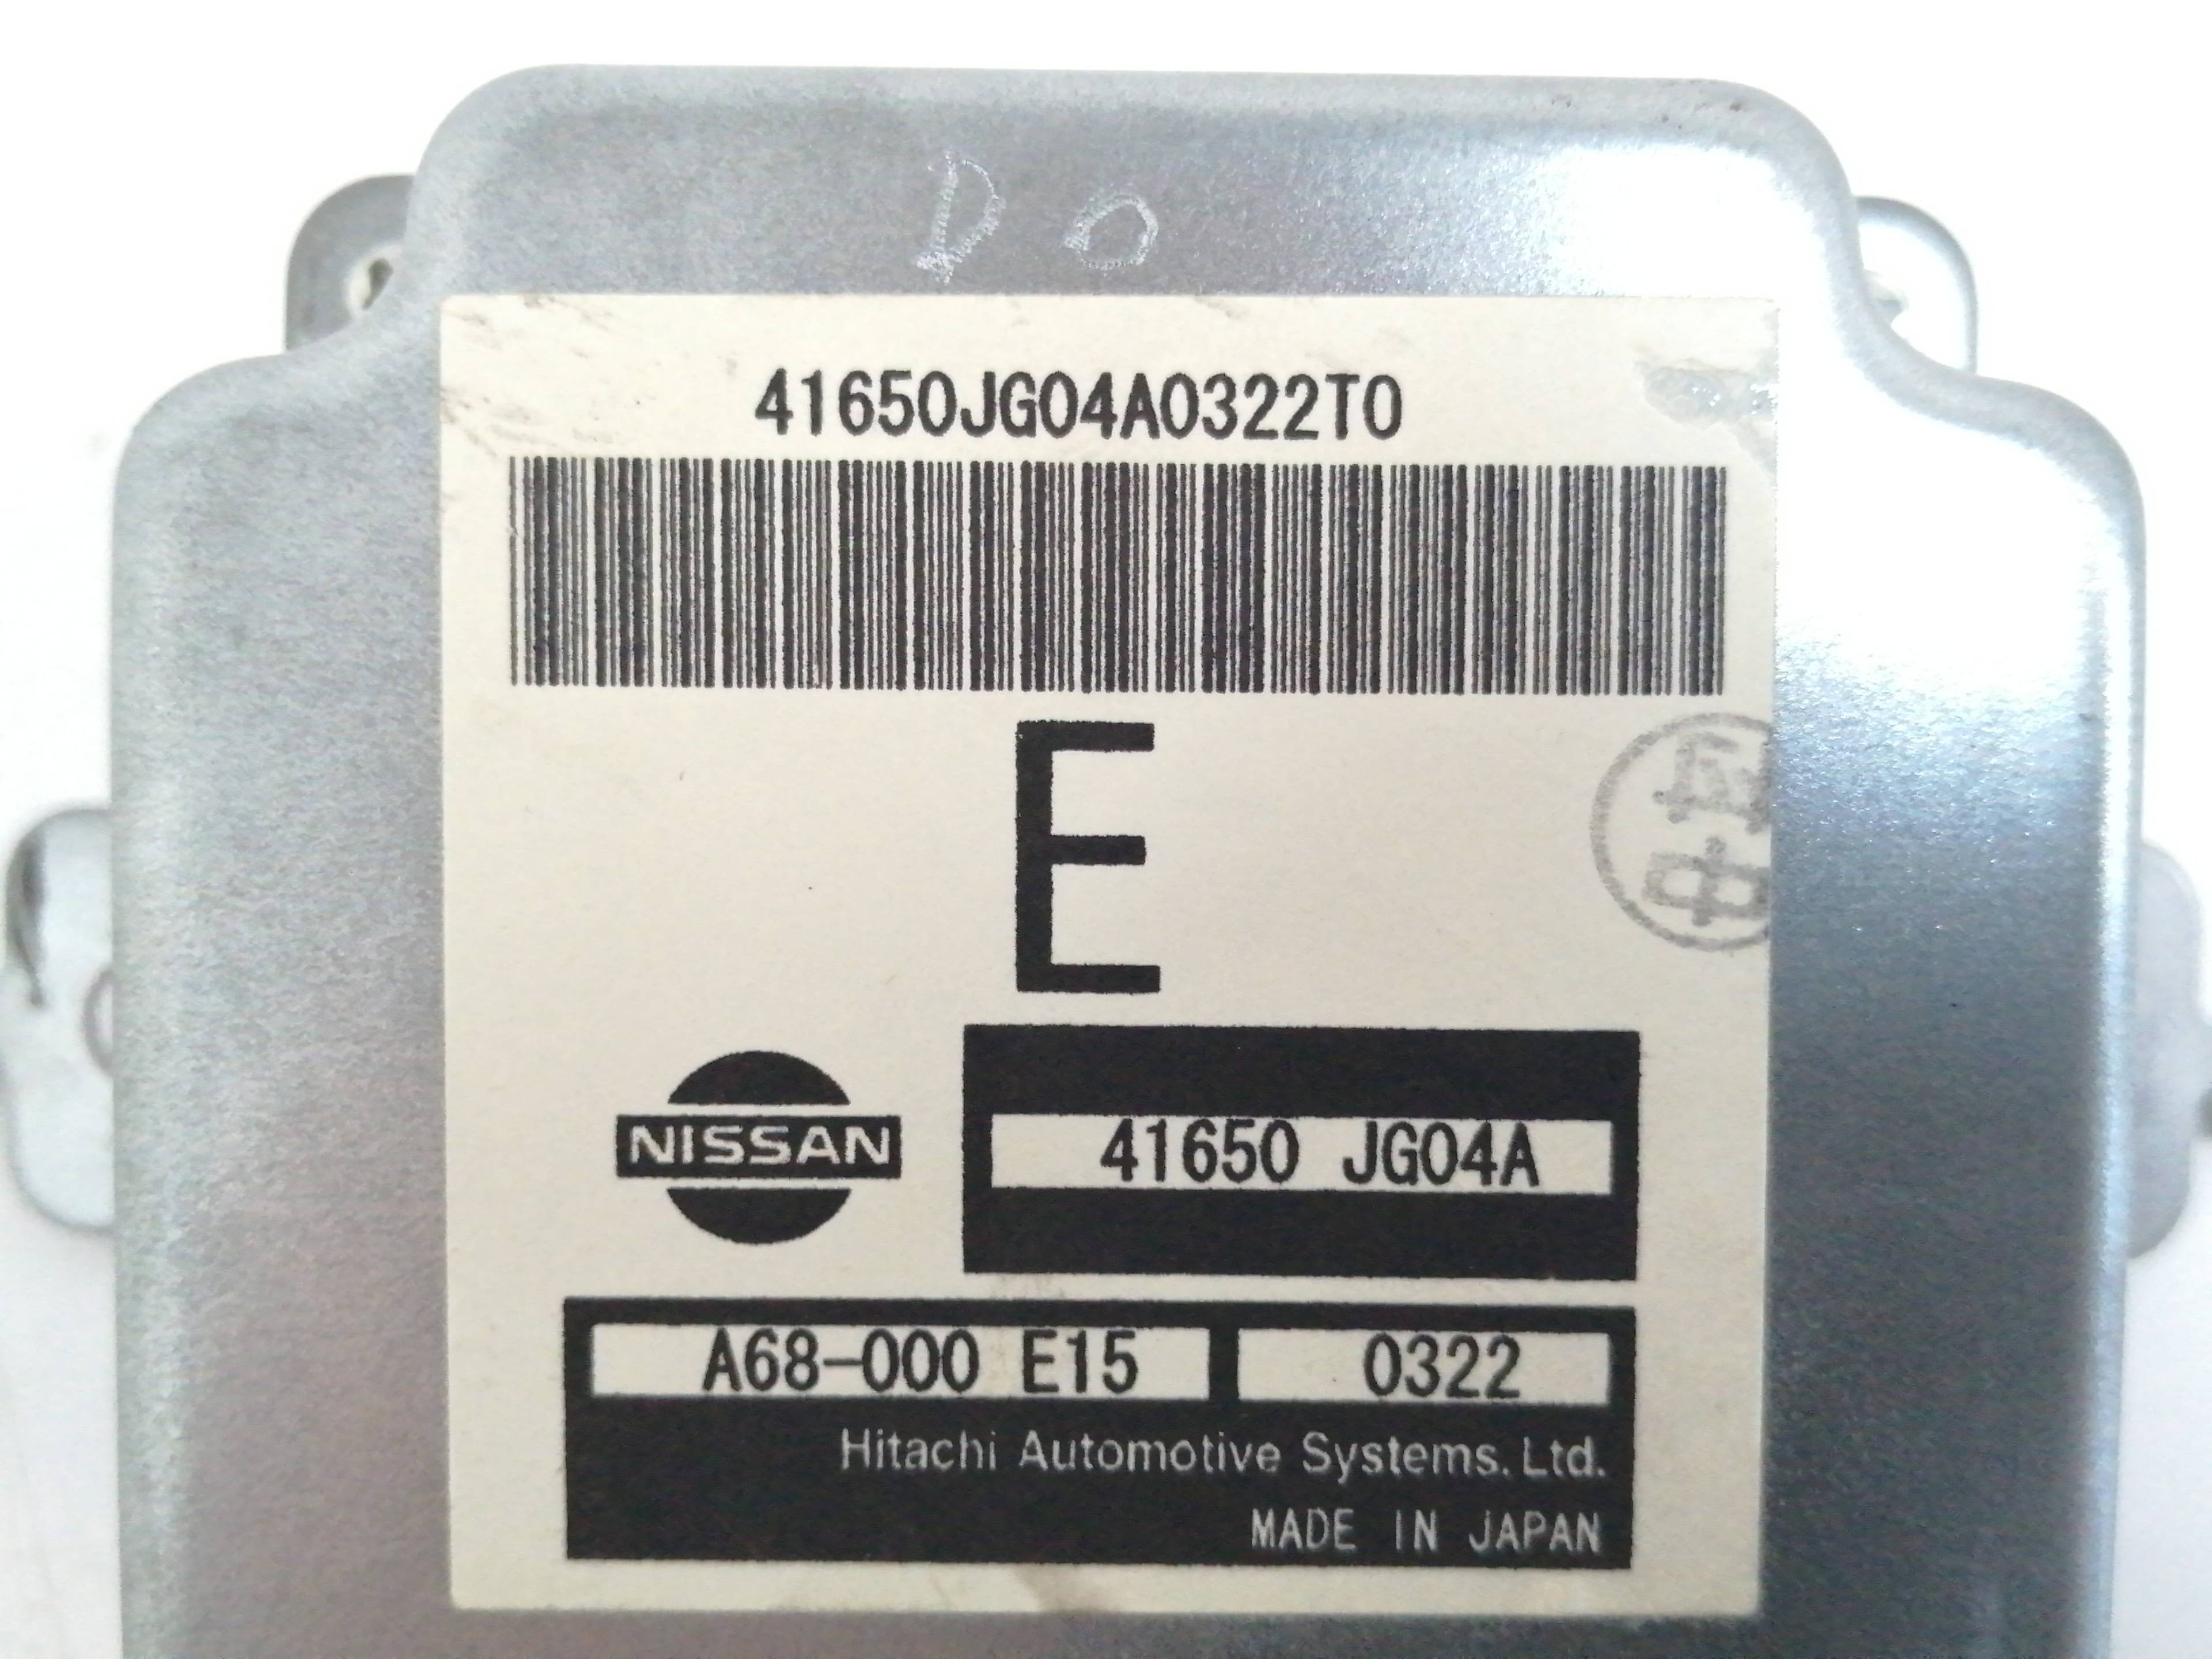 D O
41650JG04A0322T0
E
NISSAN
41650 JG04A
A68-000 E15
0322
Hitachi Automotive Systems. Ltd.
MADE IN JAPAN